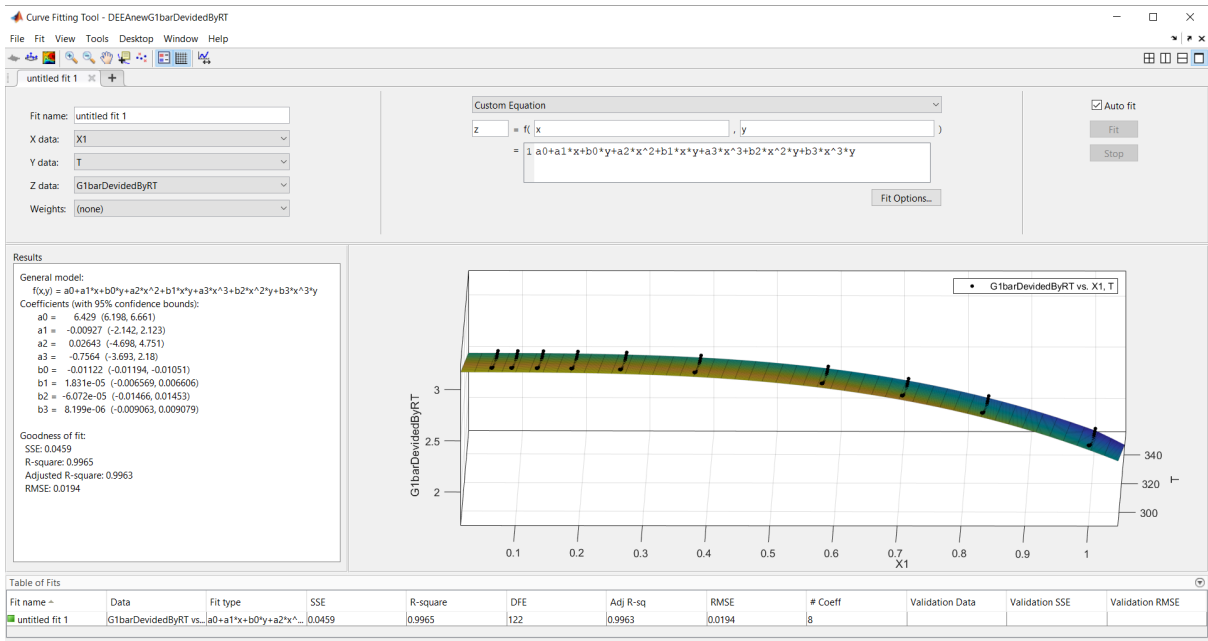 Curve Fitting Tool - DEEAnewG1barDevidedByRT
File Fit View Tools Desktop Window Help
untitled fit 1
Fit name: untitled fit 1
X data: X1
Y data: T
Z data: G1barDevidedByRT
Weights: (none)
Custom Equation
z = f( x , y )
= 1 a0+a1*x+b0*y+a2*x^2+b1*x*y+a3*x^3+b2*x^2*y+b3*x^3*y
Fit Options...
Auto fit
Fit
Stop
Results
General model:
f(x,y) = a0+a1*x+b0*y+a2*x^2+b1*x*y+a3*x^3+b2*x^2*y+b3*x^3*y
Coefficients (with 95% confidence bounds):
a0 = 6.429 (6.198, 6.661)
a1 = -0.00927 (-2.142, 2.123)
a2 = 0.02643 (-4.698, 4.751)
a3 = -0.7564 (-3.693, 2.18)
b0 = -0.01122 (-0.01194, -0.01051)
b1 = 1.831e-05 (-0.006569, 0.006606)
b2 = -6.072e-05 (-0.01466, 0.01453)
b3 = 8.199e-06 (-0.009063, 0.009079)
Goodness of fit:
SSE: 0.0459
R-square: 0.9965
Adjusted R-square: 0.9963
RMSE: 0.0194
G1barDevidedByRT vs. X1, T
G1barDevidedByRT
3
2.5
2
340
320
300
T
0.1 0.2 0.3 0.4 0.5 0.6 0.7 0.8 0.9 1
X1
Table of Fits
Fit name Data Fit type SSE R-square DFE Adj R-sq RMSE # Coeff Validation Data Validation SSE Validation RMSE
untitled fit 1 G1barDevidedByRT vs... a0+a1*x+b0*y+a2*x^... 0.0459 0.9965 122 0.9963 0.0194 8